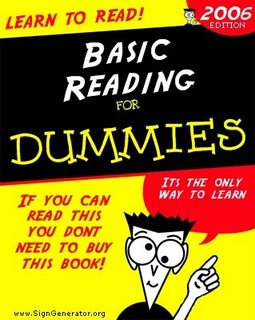 LEARN TO READ!
2006
EDITION
BASIC
READING
FOR
DUMMIES
ITS THE ONLY
WAY TO LEARN
IF YOU CAN
READ THIS
YOU DONT
NEED TO BUY
THIS BOOK!
www.SignGenerator.org